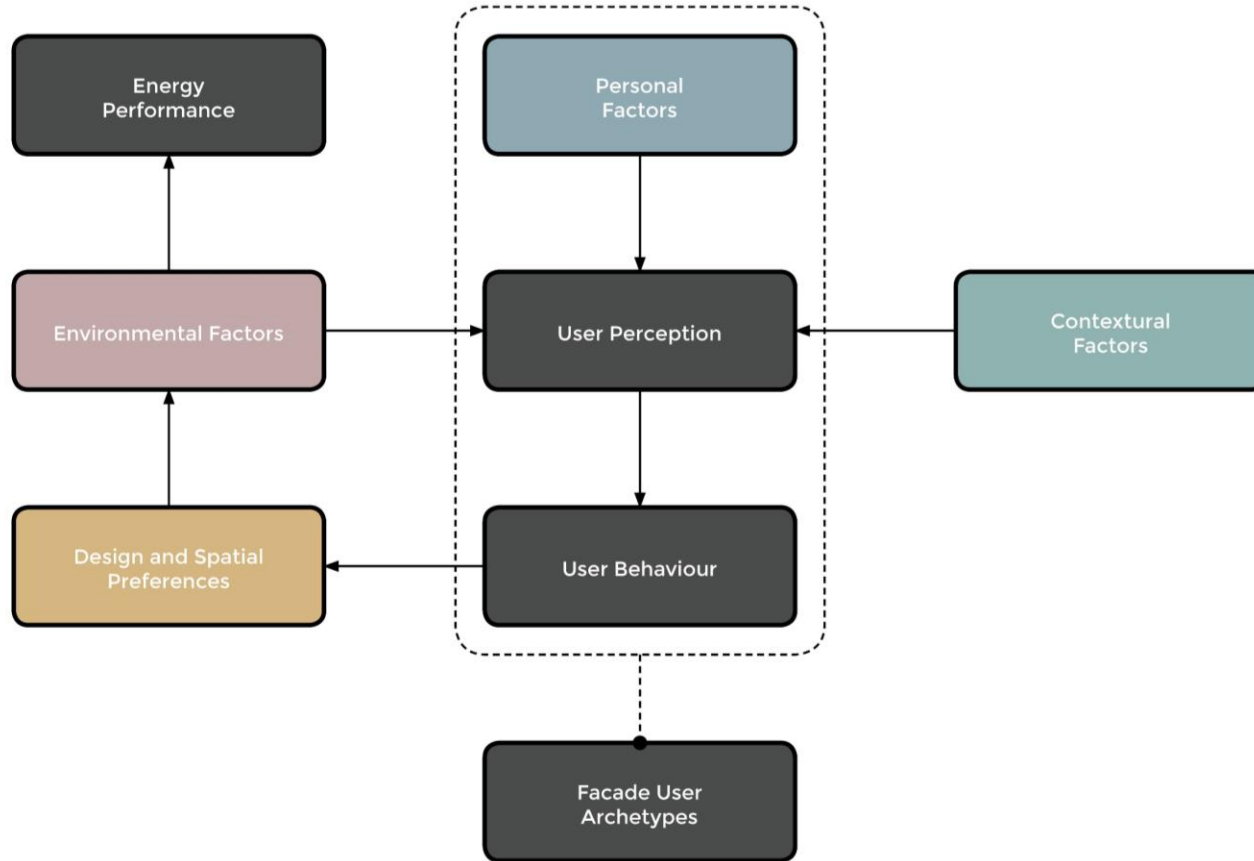 Energy
Performance
Personal
Factors
Environmental Factors
User Perception
Contextural
Factors
Design and Spatial
Preferences
User Behaviour
Facade User
Archetypes